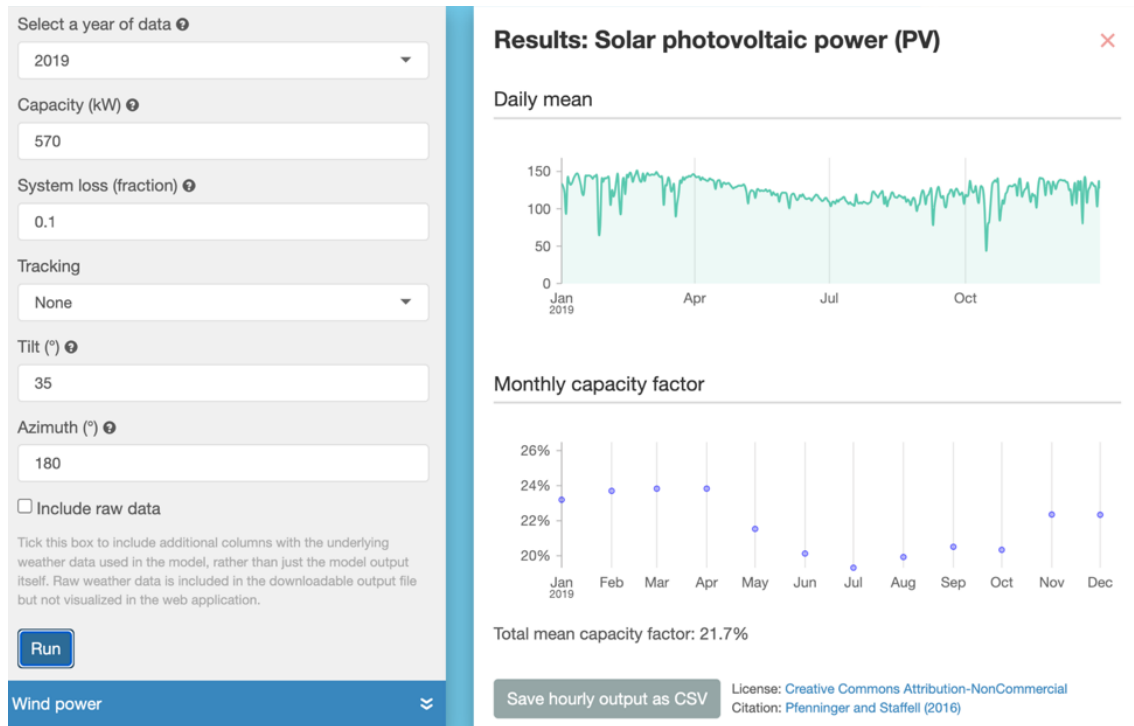 Select a year of data
2019
Capacity (kW)
570
System loss (fraction)
0.1
Tracking
None
Tilt (°)
35
Azimuth (°)
180
Include raw data
Tick this box to include additional columns with the underlying
weather data used in the model, rather than just the model output
itself. Raw weather data is included in the downloadable output file
but not visualized in the web application.
Run
Wind power
Results: Solar photovoltaic power (PV)
Daily mean
150
100
50
0
Jan Apr Jul Oct
2019
Monthly capacity factor
26%
24%
22%
20%
Jan Feb Mar Apr May Jun Jul Aug Sep Oct Nov Dec
2019
Total mean capacity factor: 21.7%
Save hourly output as CSV
License: Creative Commons Attribution-NonCommercial
Citation: Pfenninger and Staffell (2016)